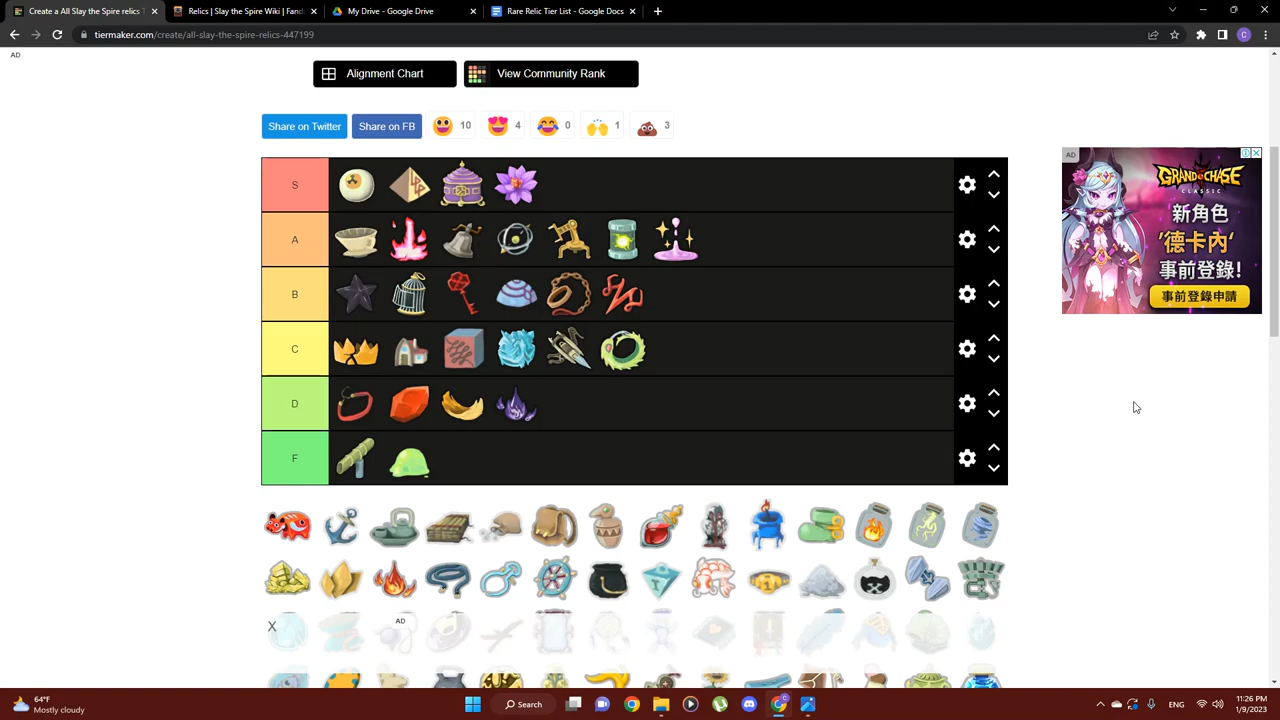 Create a All Slay the Spire Relics T
Relics | Slay the Spire Wiki | Fand
My Drive - Google Drive
Rare Relic Tier List - Google Docs
tiermaker.com/create/all-slay-the-spire-relics-447199
C
AD
Alignment Chart
View Community Rank
Share on Twitter
Share on FB
10
4
0
1
3
S
A
B
C
D
F
AD
GRANDCHASE
CLASSIC
新角色
'德卡內'
事前登錄!
事前登錄申請
X
AD
64°F
Mostly cloudy
Search
ENG
11:26 PM
1/9/2023